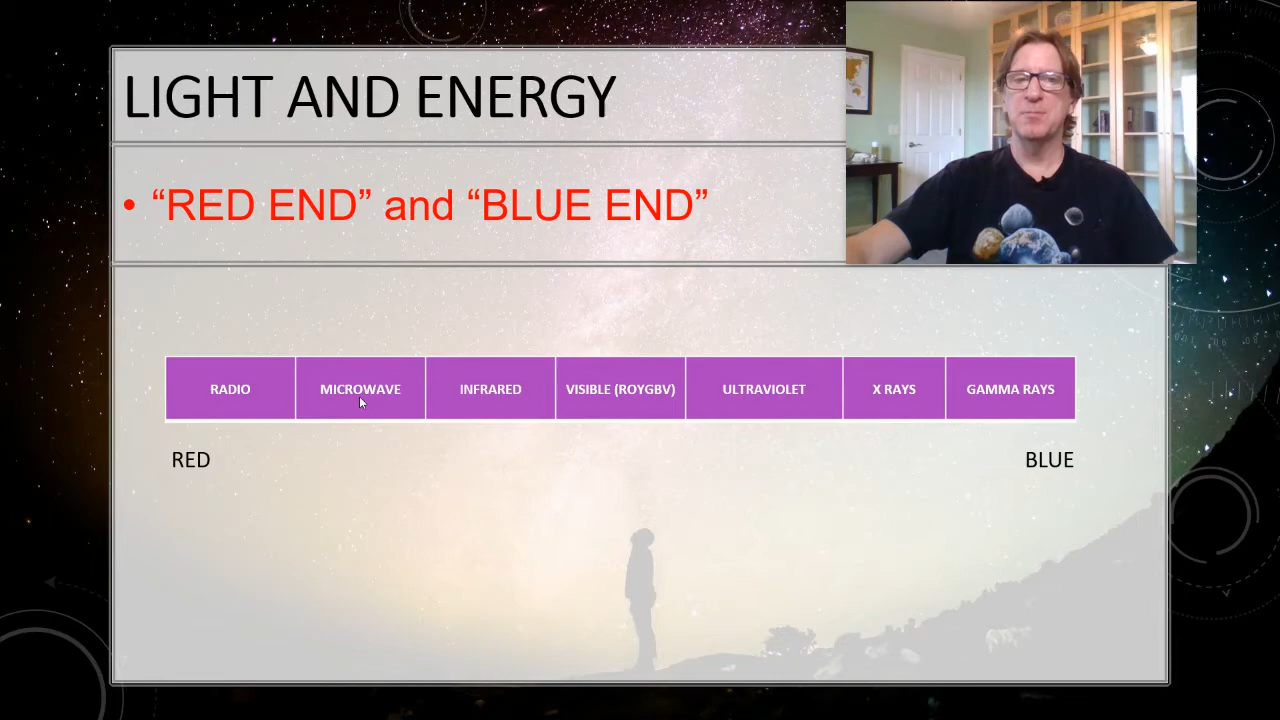 LIGHT AND ENERGY
• “RED END” and “BLUE END”
RADIO MICROWAVE INFRARED VISIBLE (ROYGBV) ULTRAVIOLET X RAYS GAMMA RAYS
RED BLUE